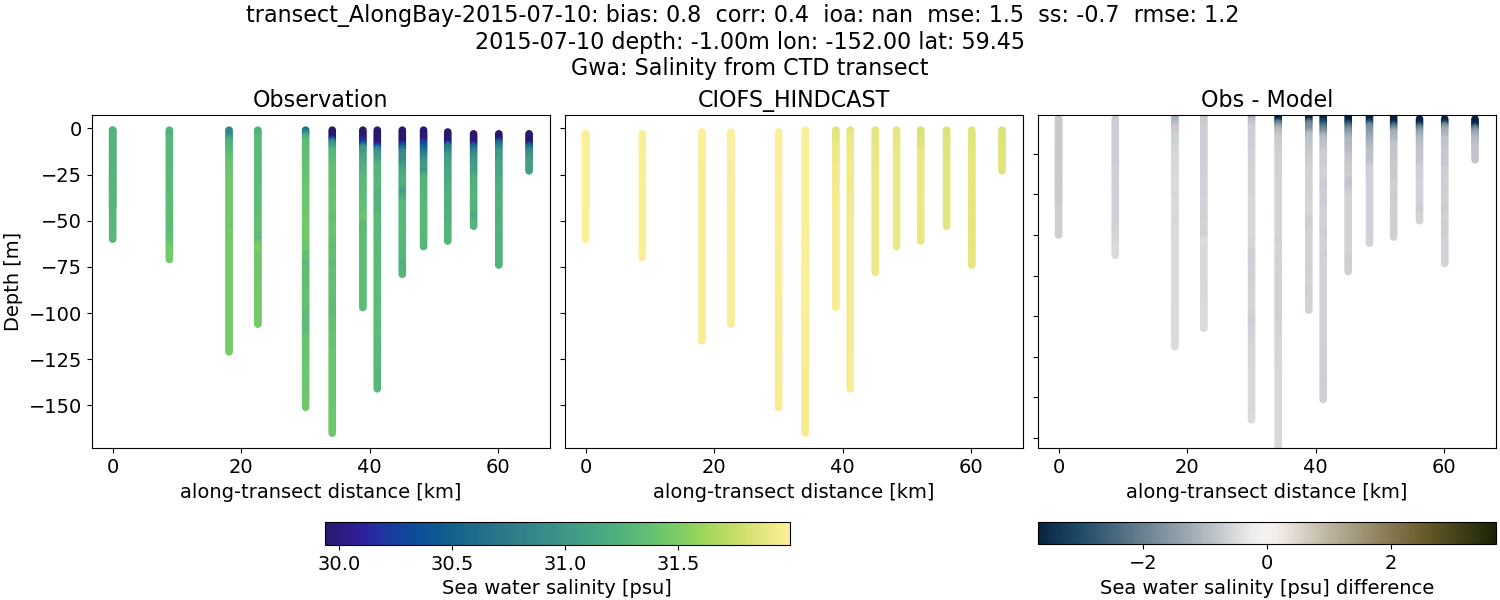 transect_AlongBay-2015-07-10: bias: 0.8  corr: 0.4  ioa: nan  mse: 1.5  ss: -0.7  rmse: 1.2
2015-07-10 depth: -1.00m lon: -152.00 lat: 59.45
Gwa: Salinity from CTD transect
Observation
CIOFS_HINDCAST
Obs - Model
Depth [m]
0
−25
−50
−75
−100
−125
−150
0 20 40 60
0 20 40 60
0 20 40 60
along-transect distance [km]
along-transect distance [km]
along-transect distance [km]
30.0 30.5 31.0 31.5
Sea water salinity [psu]
−2 0 2
Sea water salinity [psu] difference